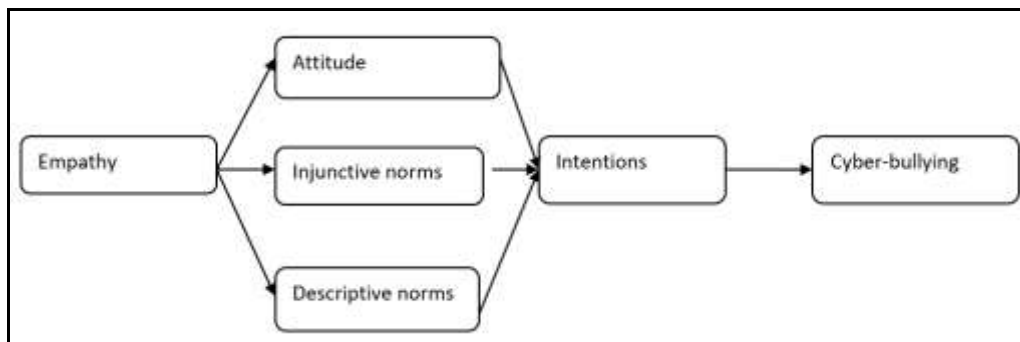 Attitude
Empathy
Injunctive norms
Intentions
Cyber-bullying
Descriptive norms